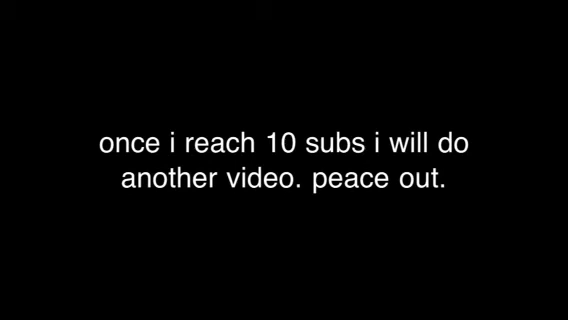 once i reach 10 subs i will do
another video. peace out.